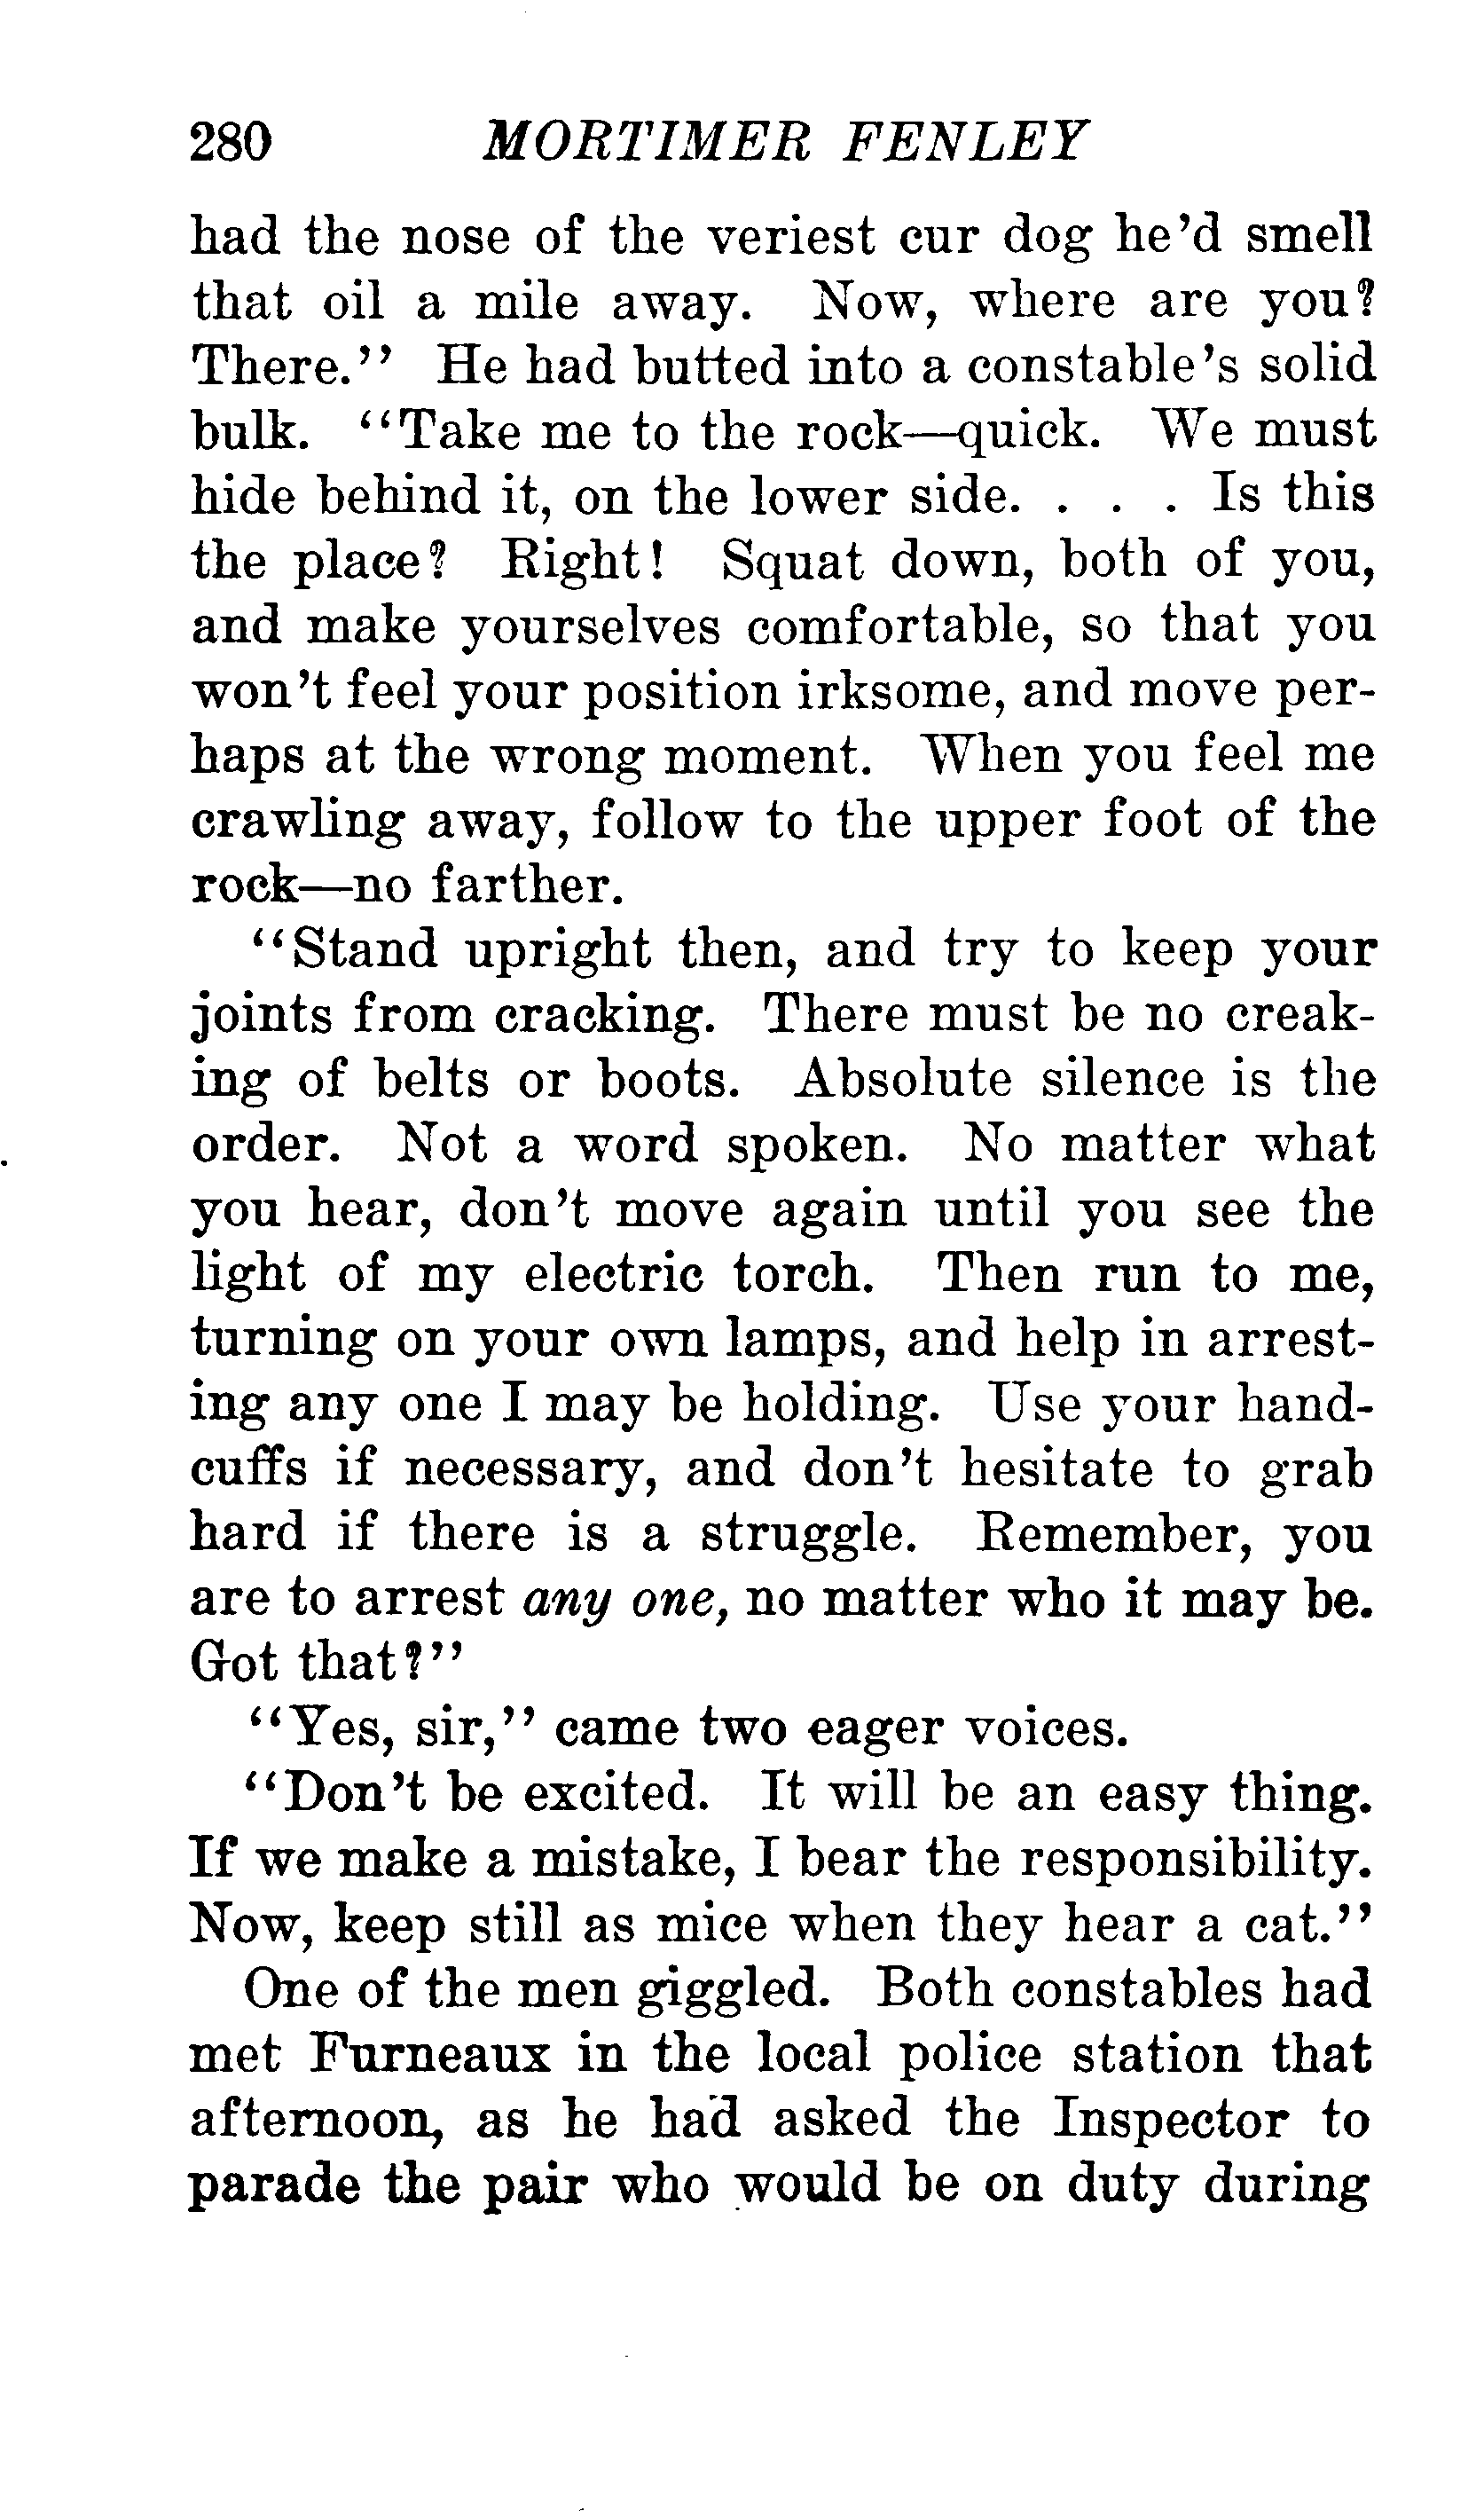 280 MORTIMER FENLEY
had the nose of the veriest cur dog he'd smell
that oil a mile away. Now, where are you?
There." He had butted into a constable's solid
bulk. "Take me to the rock—quick. We must
hide behind it, on the lower side. . . . Is this
the place? Right! Squat down, both of you,
and make yourselves comfortable, so that you
won't feel your position irksome, and move per-
haps at the wrong moment. When you feel me
crawling away, follow to the upper foot of the
rock—no farther.
"Stand upright then, and try to keep your
joints from cracking. There must be no creak-
ing of belts or boots. Absolute silence is the
order. Not a word spoken. No matter what
you hear, don't move again until you see the
light of my electric torch. Then run to me,
turning on your own lamps, and help in arrest-
ing any one I may be holding. Use your hand-
cuffs if necessary, and don't hesitate to grab
hard if there is a struggle. Remember, you
are to arrest any one, no matter who it may be.
Got that?"
"Yes, sir," came two eager voices.
"Don't be excited. It will be an easy thing.
If we make a mistake, I bear the responsibility.
Now, keep still as mice when they hear a cat."
One of the men giggled. Both constables had
met Furneaux in the local police station that
afternoon, as he had asked the Inspector to
parade the pair who would be on duty during